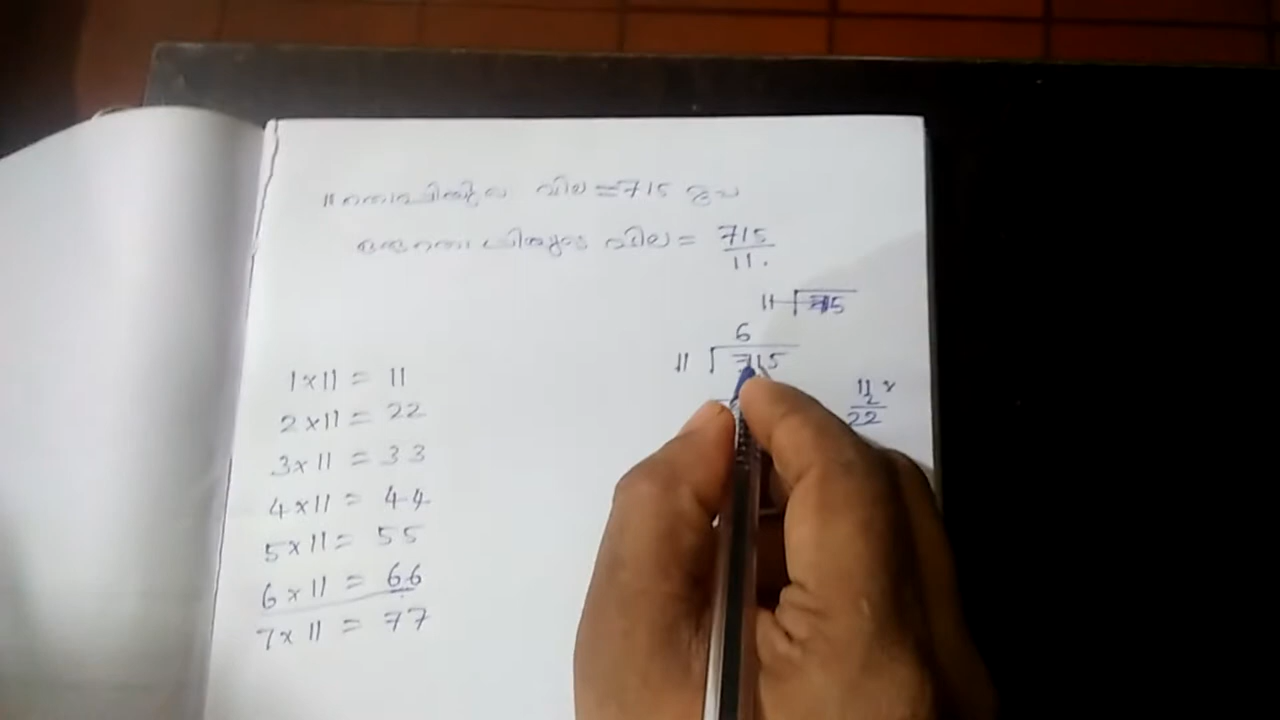 11 തൊപ്പിയുടെ വില = 715 രൂപ
ഒരു തൊപ്പിയുടെ വില = 715
11
11 715
6
11 715
1 x 11 = 11
2 x 11 = 22
3 x 11 = 33
4 x 11 = 44
5 x 11 = 55
6 x 11 = 66
7 x 11 = 77
11 x
2
22